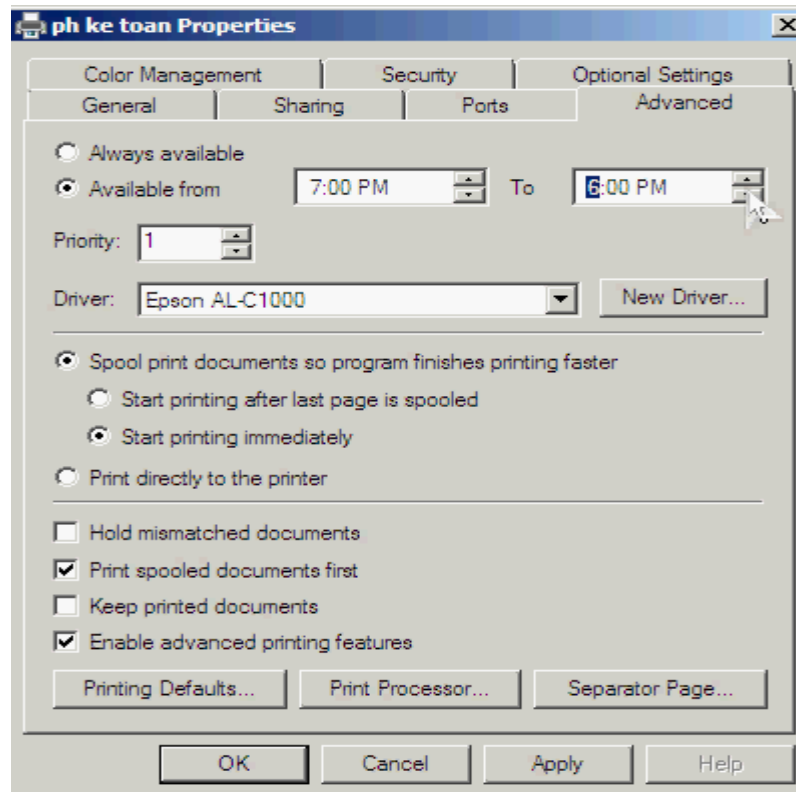 ph ke toan Properties
Color Management Security Optional Settings
General Sharing Ports Advanced
Always available
Available from 7:00 PM To 6:00 PM
Priority: 1
Driver: Epson AL-C1000 New Driver...
Spool print documents so program finishes printing faster
Start printing after last page is spooled
Start printing immediately
Print directly to the printer
Hold mismatched documents
Print spooled documents first
Keep printed documents
Enable advanced printing features
Printing Defaults... Print Processor... Separator Page...
OK Cancel Apply Help